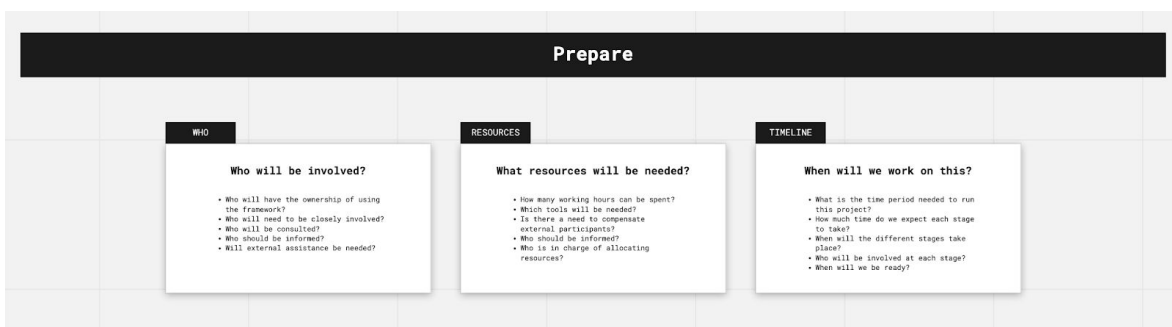 Prepare
WHO
Who will be involved?
• Who will have the ownership of using
the framework?
• Who will need to be closely involved?
• Who will be consulted?
• Who should be informed?
• Will external assistance be needed?
RESOURCES
What resources will be needed?
• How many working hours can be spent?
• Which tools will be needed?
• Is there a need to compensate
external participants?
• Who should be informed?
• Who is in charge of allocating
resources?
TIMELINE
When will we work on this?
• What is the time period needed to run
this project?
• How much time do we expect each stage
to take?
• When will the different stages take
place?
• Who will be involved at each stage?
• When will we be ready?